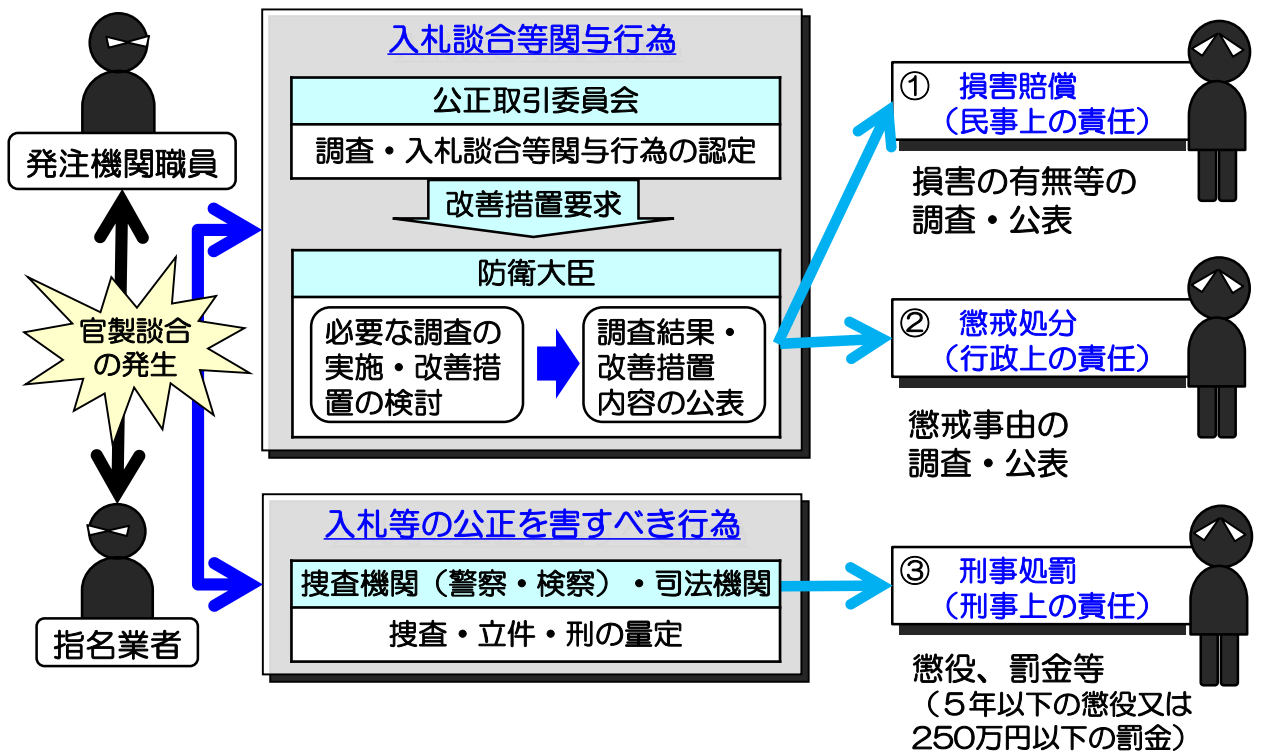 発注機関職員
官製談合
の発生
指名業者
入札談合等関与行為
公正取引委員会
調査・入札談合等関与行為の認定
改善措置要求
防衛大臣
必要な調査の
実施・改善措
置の検討
調査結果・
改善措置
内容の公表
入札等の公正を害すべき行為
捜査機関（警察・検察）・司法機関
捜査・立件・刑の量定
① 損害賠償
（民事上の責任）
損害の有無等の
調査・公表
② 懲戒処分
（行政上の責任）
懲戒事由の
調査・公表
③ 刑事処罰
（刑事上の責任）
懲役、罰金等
（５年以下の懲役又は
250万円以下の罰金）